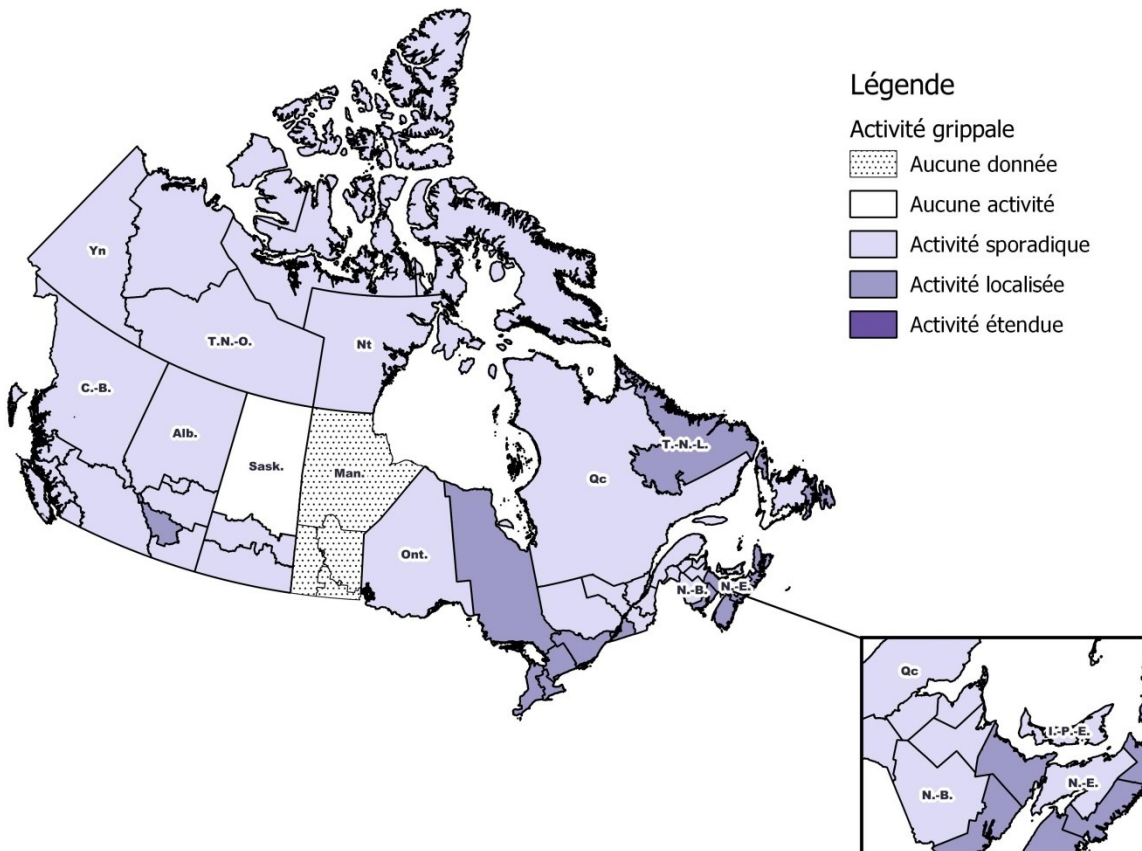 Légende
Activité grippale
Aucune donnée
Aucune activité
Activité sporadique
Activité localisée
Activité étendue
Yn
T.N.-O.
Nt
C.-B.
Alb.
Sask.
Man.
Ont.
Qc
T.-N.-L.
N.-B.
N.-E.
Qc
I.-P.-E.
N.-B.
N.-E.